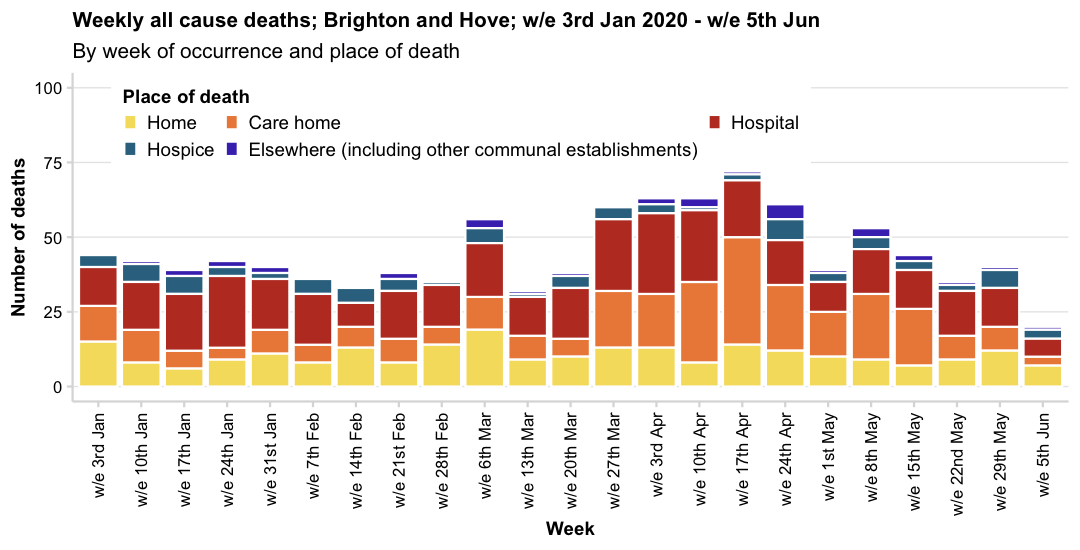 Weekly all cause deaths; Brighton and Hove; w/e 3rd Jan 2020 - w/e 5th Jun
By week of occurrence and place of death
Number of deaths
100
75
50
25
0
Place of death
Home Care home Hospital
Hospice Elsewhere (including other communal establishments)
w/e 3rd Jan
w/e 10th Jan
w/e 17th Jan
w/e 24th Jan
w/e 31st Jan
w/e 7th Feb
w/e 14th Feb
w/e 21st Feb
w/e 28th Feb
w/e 6th Mar
w/e 13th Mar
w/e 20th Mar
w/e 27th Mar
w/e 3rd Apr
w/e 10th Apr
w/e 17th Apr
w/e 24th Apr
w/e 1st May
w/e 8th May
w/e 15th May
w/e 22nd May
w/e 29th May
w/e 5th Jun
Week